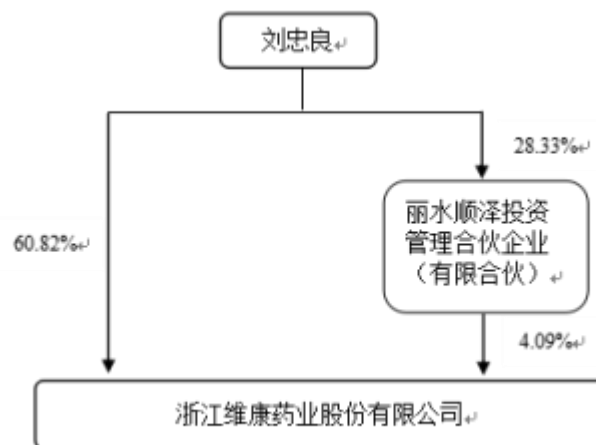 刘忠良
28.33%
丽水顺泽投资
管理合伙企业
（有限合伙）
60.82%
4.09%
浙江维康药业股份有限公司